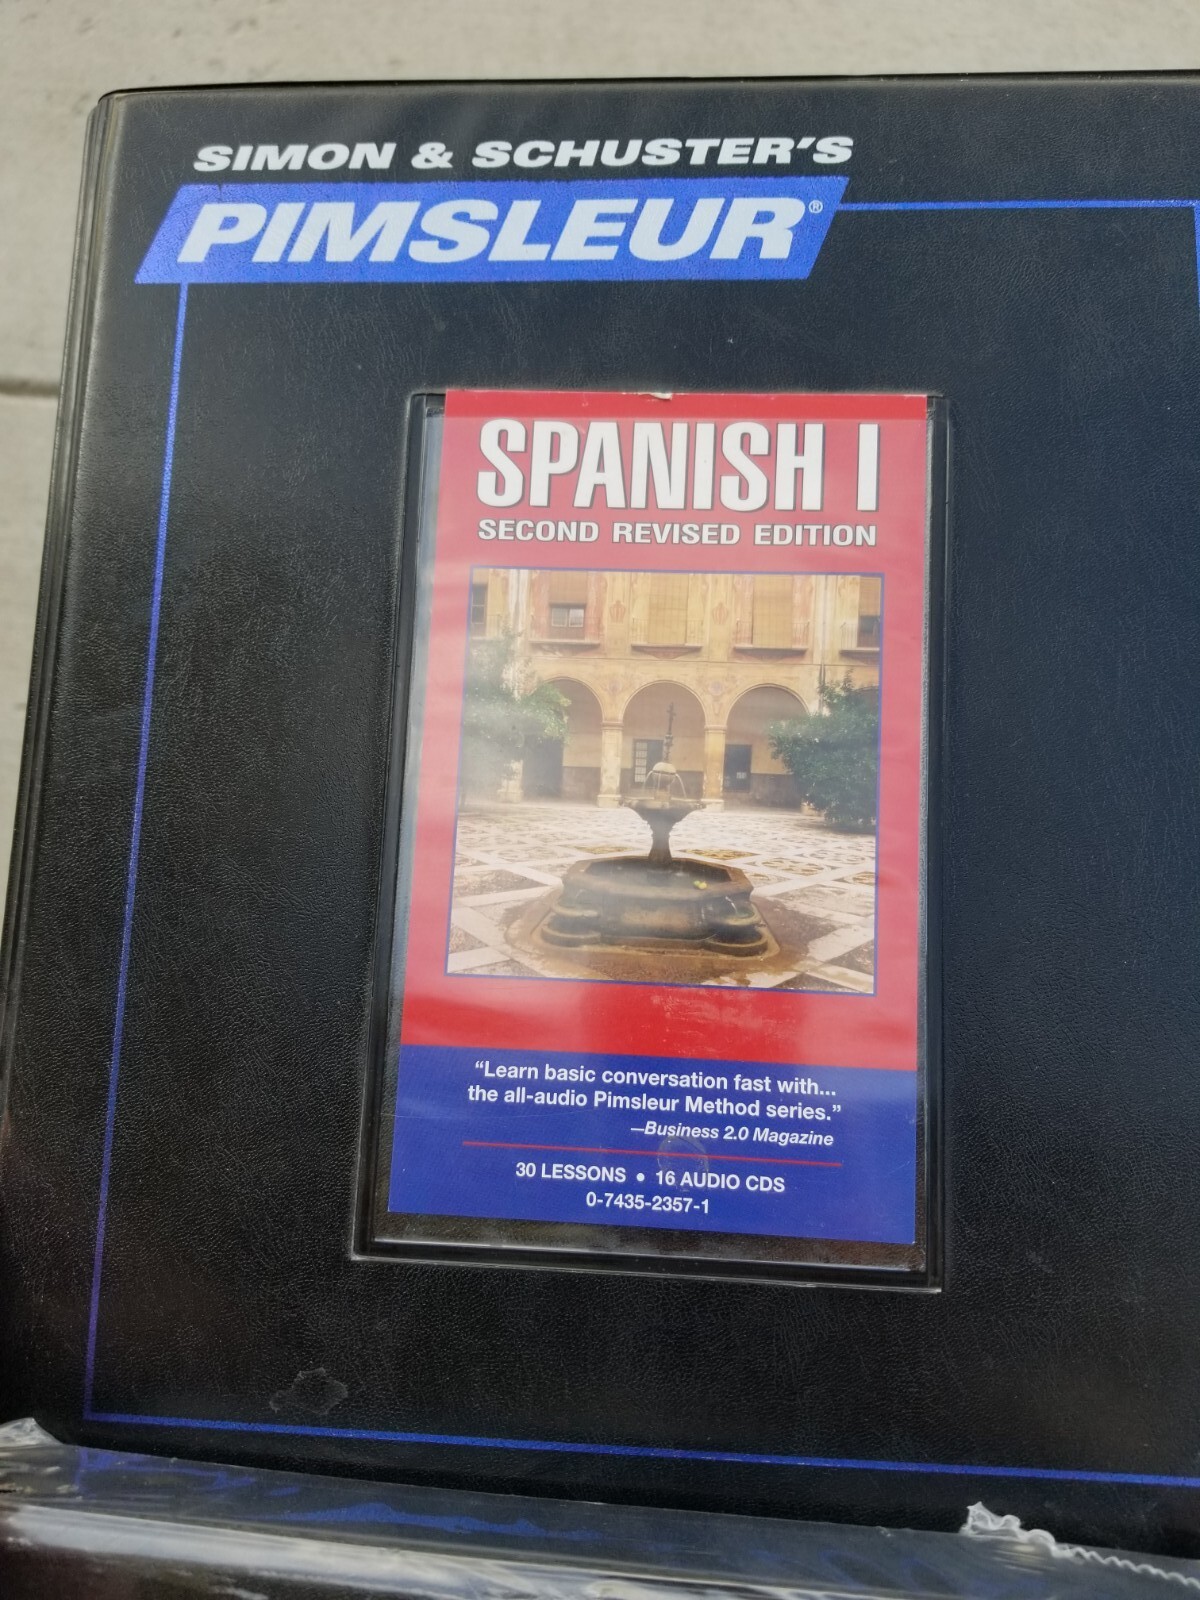 SIMON & SCHUSTER'S
PIMSLEUR®
SPANISH I
SECOND REVISED EDITION
“Learn basic conversation fast with...
the all-audio Pimsleur Method series.”
—Business 2.0 Magazine
30 LESSONS • 16 AUDIO CDS
0-7435-2357-1